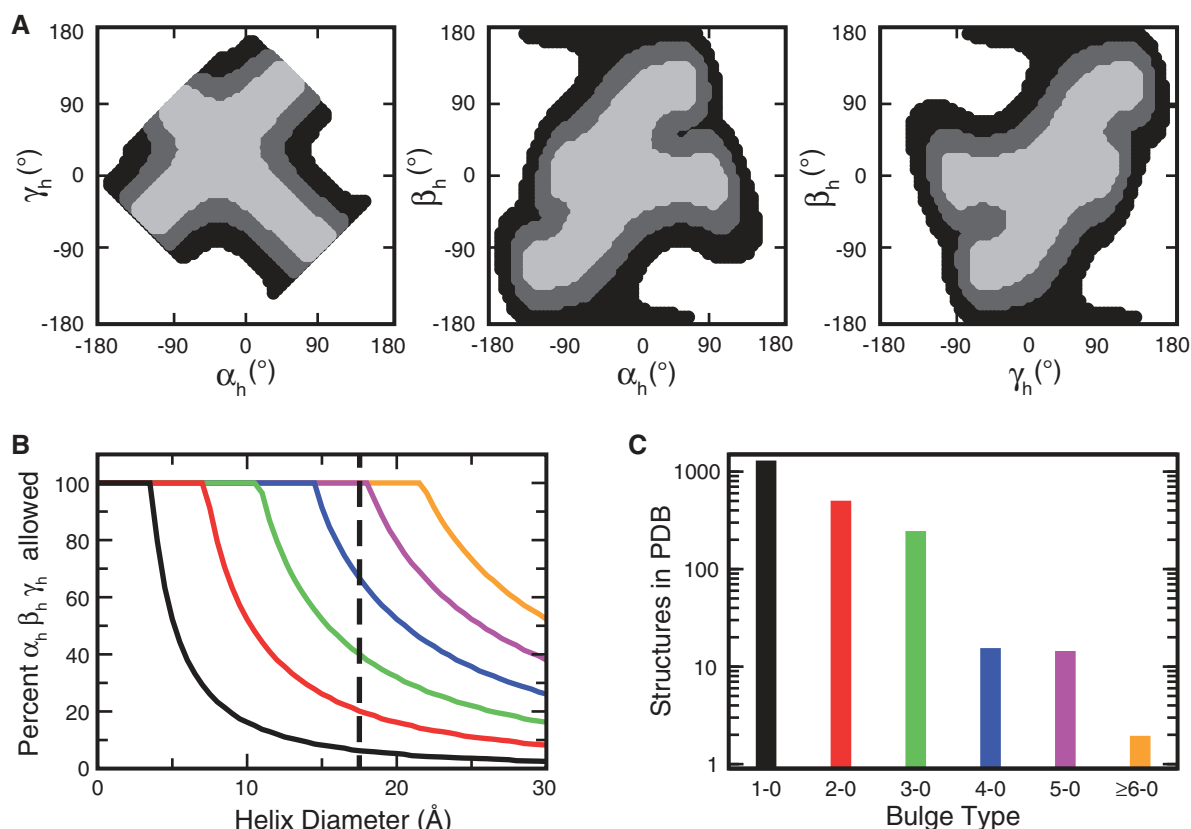 A
180
90
0
-90
-180
γh(°)
-180 -90 0 90 180
αh(°)
180
90
0
-90
-180
βh(°)
-180 -90 0 90 180
αh(°)
180
90
0
-90
-180
βh(°)
-180 -90 0 90 180
γh(°)
B
Percent αh βh γh allowed
100
80
60
40
20
0
0 10 20 30
Helix Diameter (Å)
C
Structures in PDB
1000
100
10
1
1-0 2-0 3-0 4-0 5-0 ≥6-0
Bulge Type